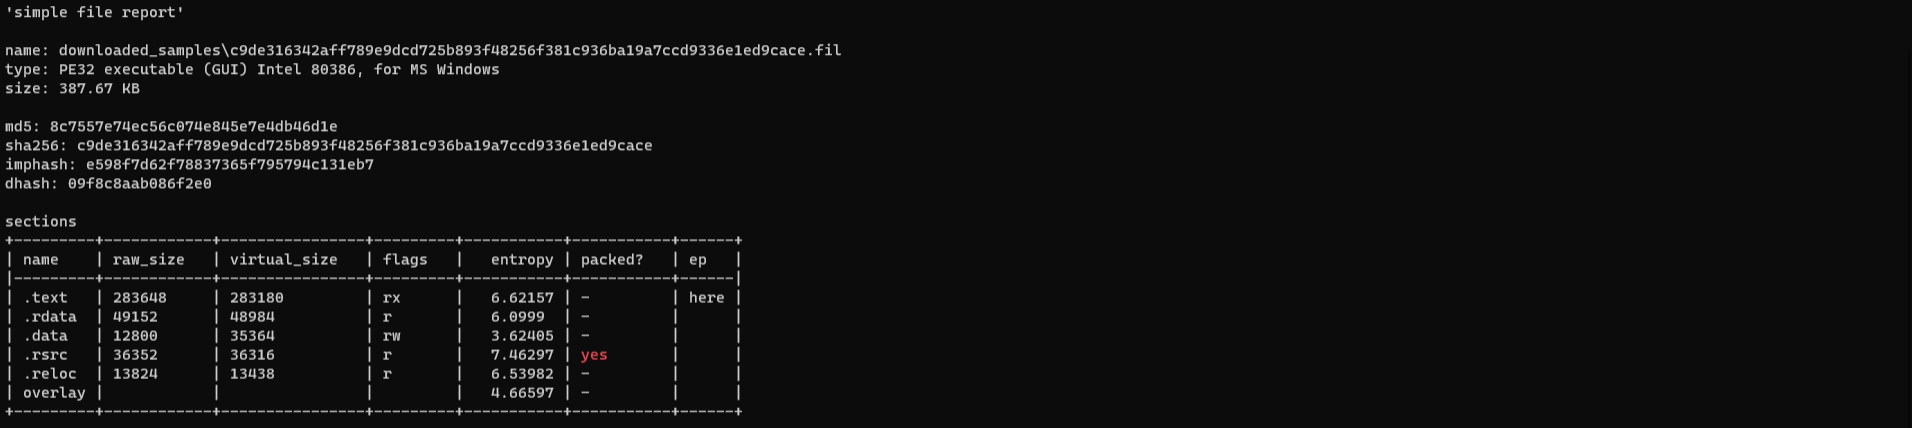 'simple file report'
name: downloaded_samples\c9de316342aff789e9dcd725b893f48256f381c936ba19a7ccd9336e1ed9cace.fil
type: PE32 executable (GUI) Intel 80386, for MS Windows
size: 387.67 KB
md5: 8c7557e74ec56c074e845e7e4db46d1e
sha256: c9de316342aff789e9dcd725b893f48256f381c936ba19a7ccd9336e1ed9cace
imphash: e598f7d62f78837365f795794c131eb7
dhash: 09f8c8aab086f2e0
sections
+---------+------------+----------------+---------+-----------+-----------+------+
| name    | raw_size   | virtual_size   | flags   |   entropy | packed?   | ep   |
|---------+------------+----------------+---------+-----------+-----------+------|
| .text   | 283648     | 283180         | rx      |   6.62157 | -         | here |
| .rdata  | 49152      | 48984          | r       |   6.0999  | -         |      |
| .data   | 12800      | 35364          | rw      |   3.62405 | -         |      |
| .rsrc   | 36352      | 36316          | r       |   7.46297 | yes       |      |
| .reloc  | 13824      | 13438          | r       |   6.53982 | -         |      |
| overlay |            |                |         |   4.66597 | -         |      |
+---------+------------+----------------+---------+-----------+-----------+------+